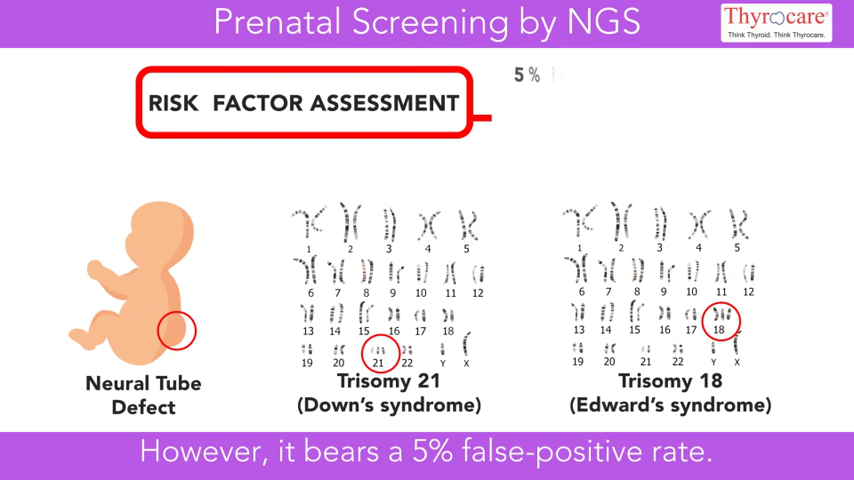 Prenatal Screening by NGS
Thyrocare®
Think Thyroid. Think Thyrocare.
RISK FACTOR ASSESSMENT
5 %
1 2 3 4 5
6 7 8 9 10 11 12
13 14 15 16 17 18
19 20 21 22 Y X
1 2 3 4 5
6 7 8 9 10 11 12
13 14 15 16 17 18
19 20 21 22 Y X
Neural Tube
Defect
Trisomy 21
(Down's syndrome)
Trisomy 18
(Edward's syndrome)
However, it bears a 5% false-positive rate.